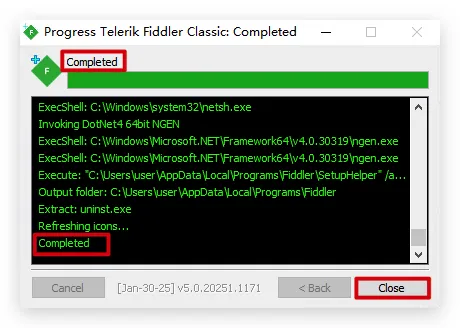 Progress Telerik Fiddler Classic: Completed
F
Completed
ExecShell: C:\Windows\system32\netsh.exe
Invoking DotNet4 64bit NGEN
ExecShell: C:\Windows\Microsoft.NET\Framework64\v4.0.30319\ngen.exe
ExecShell: C:\Windows\Microsoft.NET\Framework64\v4.0.30319\ngen.exe
Execute: "C:\Users\user\AppData\Local\Programs\Fiddler\SetupHelper" /a...
Output folder: C:\Users\user\AppData\Local\Programs\Fiddler
Extract: uninst.exe
Refreshing icons...
Completed
Cancel [Jan-30-25] v5.0.20251.1171 < Back Close